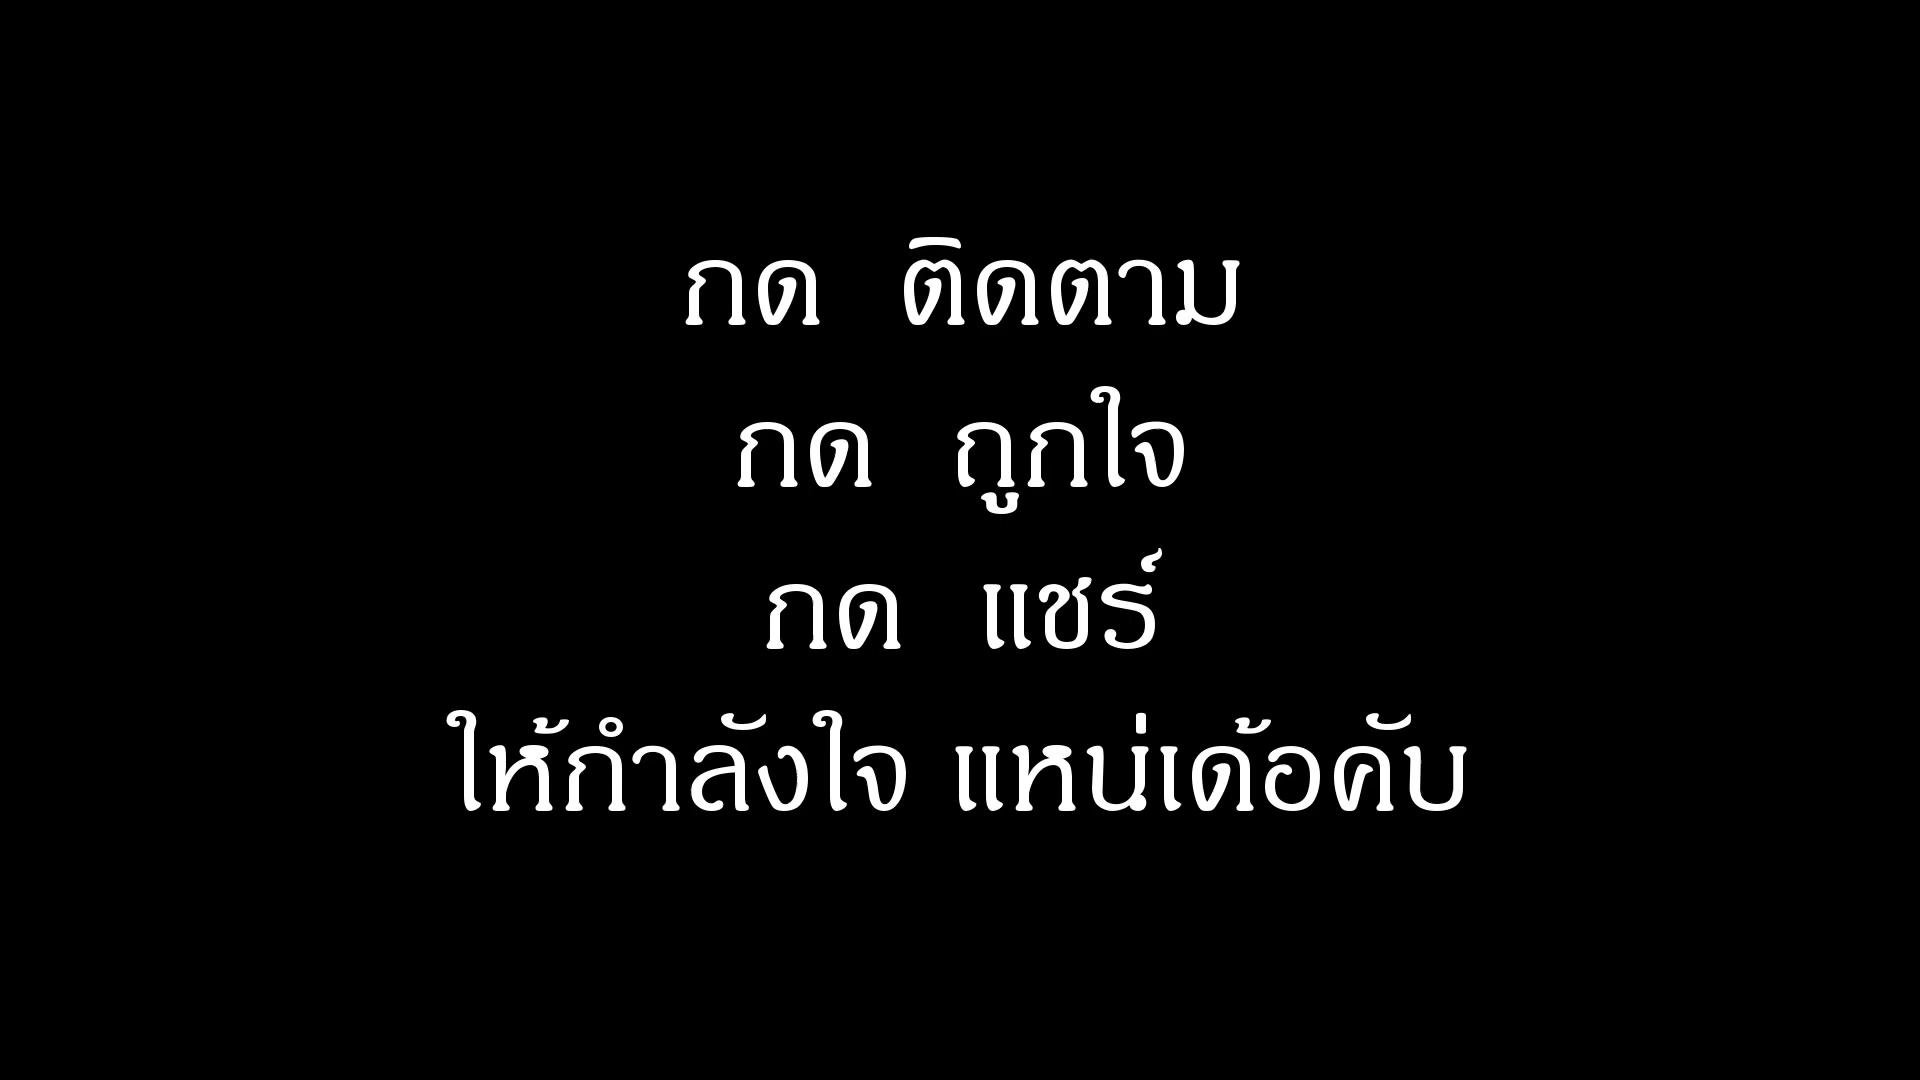 กด ติดตาม
กด ถูกใจ
กด แชร์
ให้กำลังใจ แหน่เด้อคับ